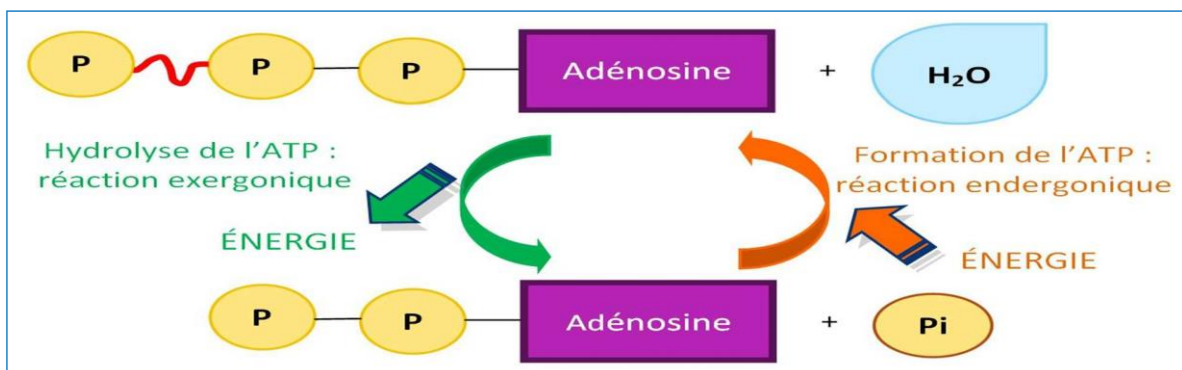 P P P Adénosine + H₂O
Hydrolyse de l’ATP :
réaction exergonique
ÉNERGIE
Formation de l’ATP :
réaction endergonique
ÉNERGIE
P P Adénosine + Pi